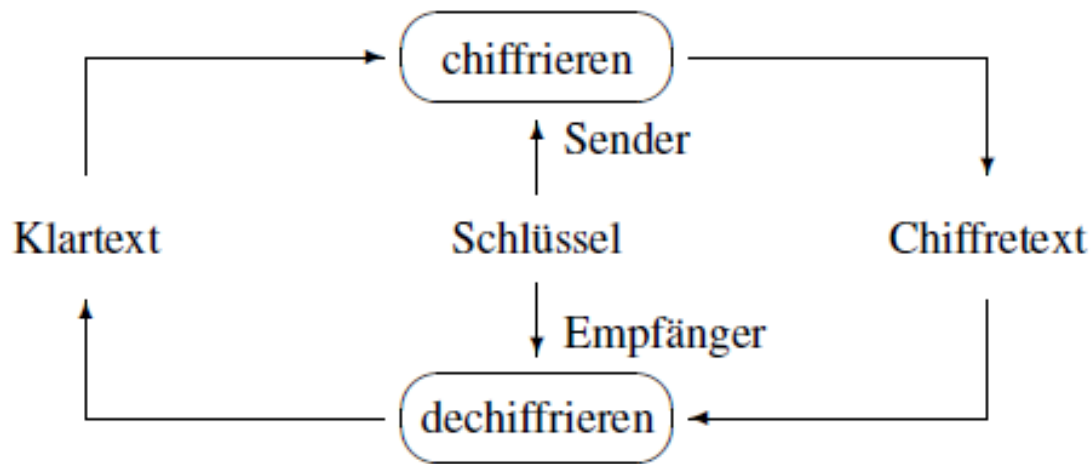 chiffrieren
Sender
Klartext Schlüssel Chiffretext
Empfänger
dechiffrieren